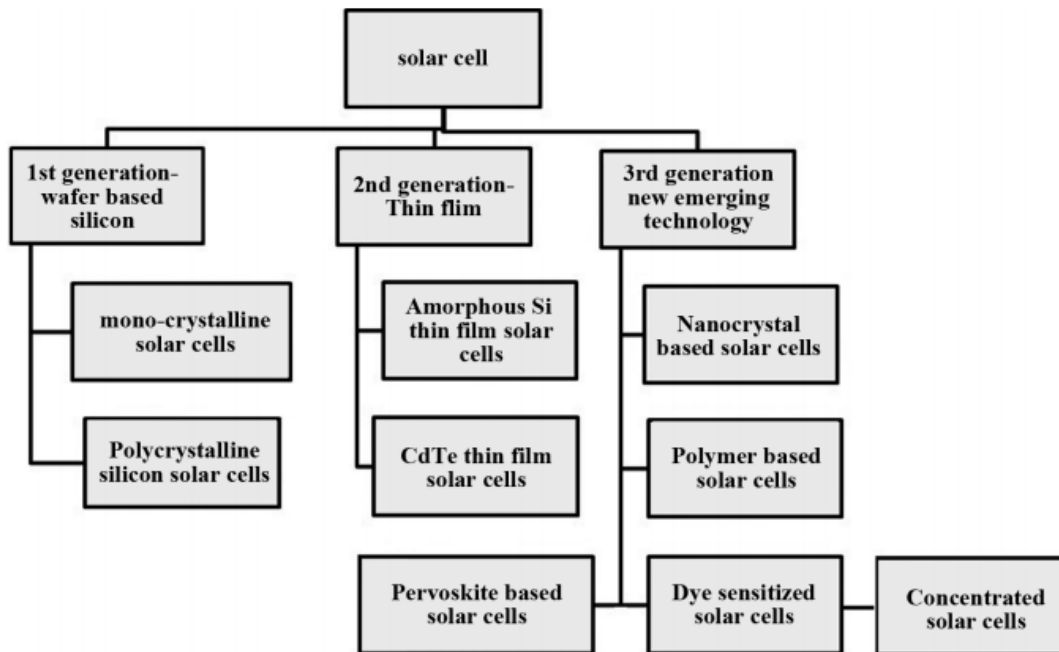 solar cell
1st generation-
wafer based
silicon
2nd generation-
Thin flim
3rd generation
new emerging
technology
mono-crystalline
solar cells
Amorphous Si
thin film solar
cells
Nanocrystal
based solar cells
Polycrystalline
silicon solar cells
CdTe thin film
solar cells
Polymer based
solar cells
Pervoskite based
solar cells
Dye sensitized
solar cells
Concentrated
solar cells